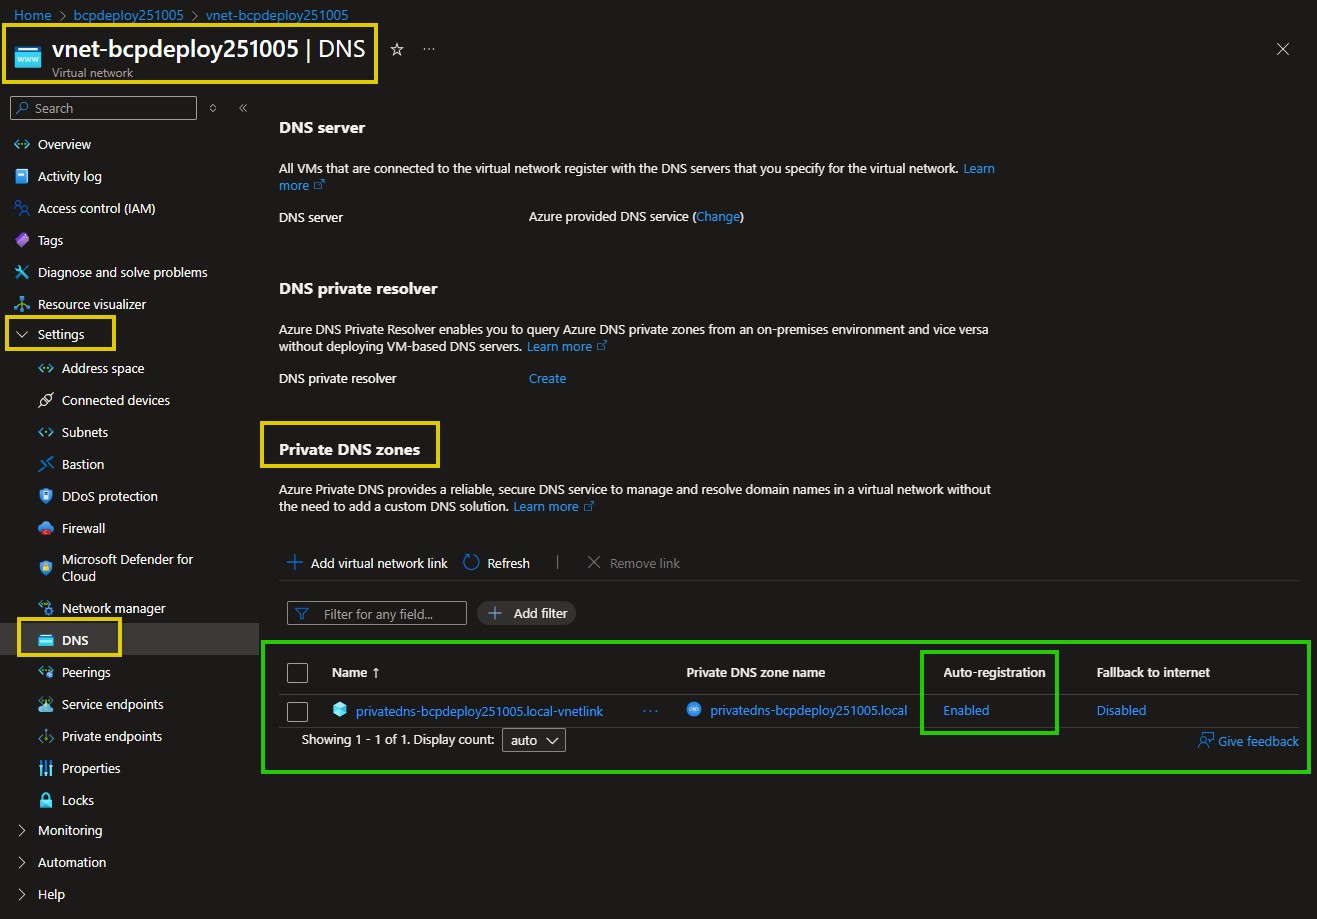 Home > bcpdeploy251005 > vnet-bcpdeploy251005
vnet-bcpdeploy251005 | DNS
Virtual network
Search
Overview
Activity log
Access control (IAM)
Tags
Diagnose and solve problems
Resource visualizer
Settings
Address space
Connected devices
Subnets
Bastion
DDoS protection
Firewall
Microsoft Defender for
Cloud
Network manager
DNS
Peerings
Service endpoints
Private endpoints
Properties
Locks
Monitoring
Automation
Help
DNS server
All VMs that are connected to the virtual network register with the DNS servers that you specify for the virtual network. Learn
more
DNS server Azure provided DNS service (Change)
DNS private resolver
Azure DNS Private Resolver enables you to query Azure DNS private zones from an on-premises environment and vice versa
without deploying VM-based DNS servers. Learn more
DNS private resolver Create
Private DNS zones
Azure Private DNS provides a reliable, secure DNS service to manage and resolve domain names in a virtual network without
the need to add a custom DNS solution. Learn more
Add virtual network link Refresh | Remove link
Filter for any field... Add filter
Name ↑ Private DNS zone name Auto-registration Fallback to internet
privatedns-bcpdeploy251005.local-vnetlink ... privatedns-bcpdeploy251005.local Enabled Disabled
Showing 1 - 1 of 1. Display count: auto
Give feedback